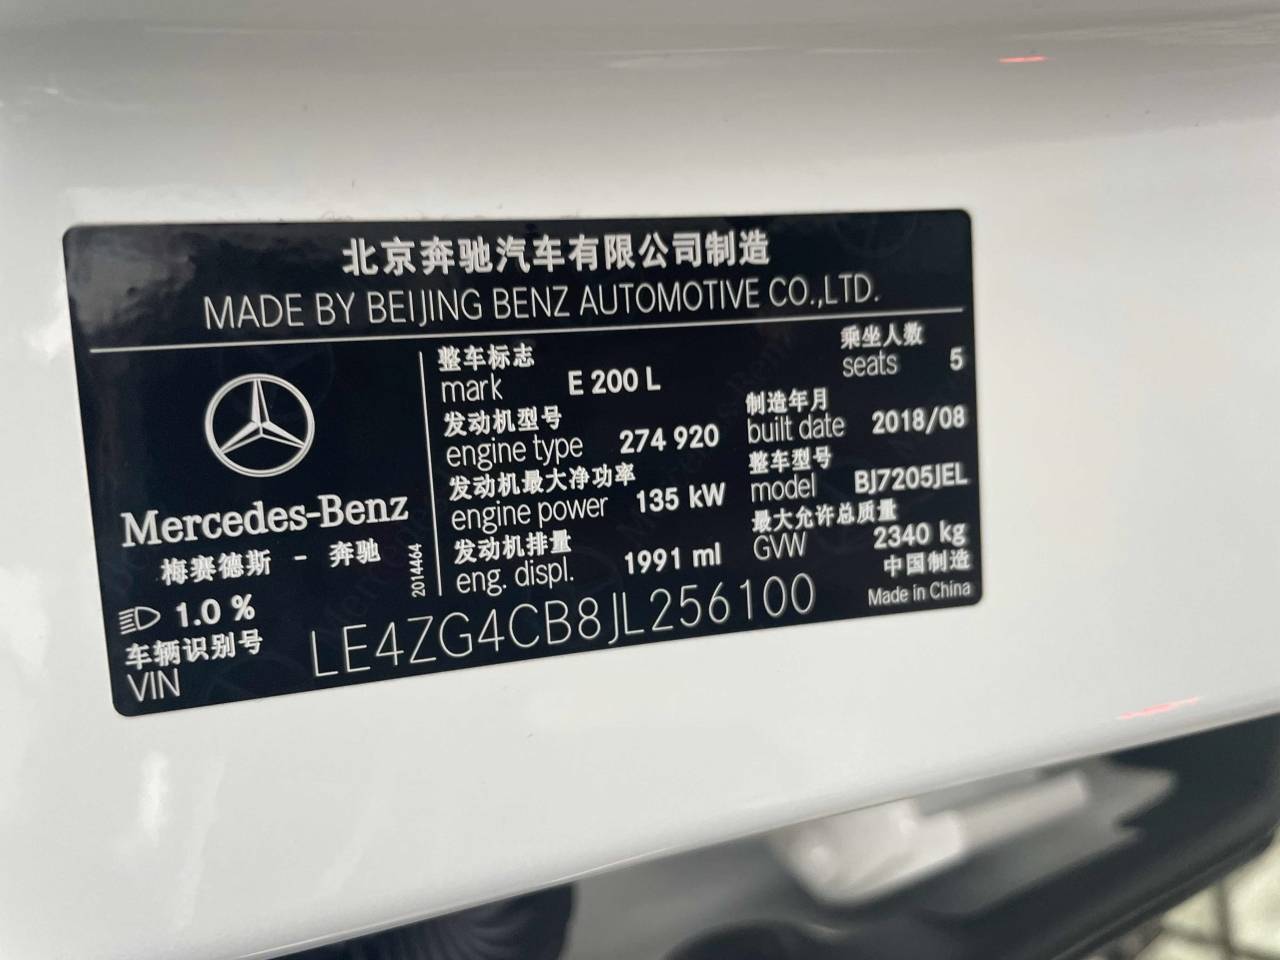 北京奔驰汽车有限公司制造
MADE BY BEIJING BENZ AUTOMOTIVE CO.,LTD.
Mercedes-Benz
梅赛德斯 - 奔驰
1.0 %
2014464
整车标志
mark E 200 L
乘坐人数
seats 5
发动机型号
engine type 274 920
制造年月
built date 2018/08
发动机最大净功率
engine power 135 kW
整车型号
model BJ7205JEL
发动机排量
eng. displ. 1991 ml
最大允许总质量
GVW 2340 kg
中国制造
Made in China
车辆识别号
VIN LE4ZG4CB8JL256100